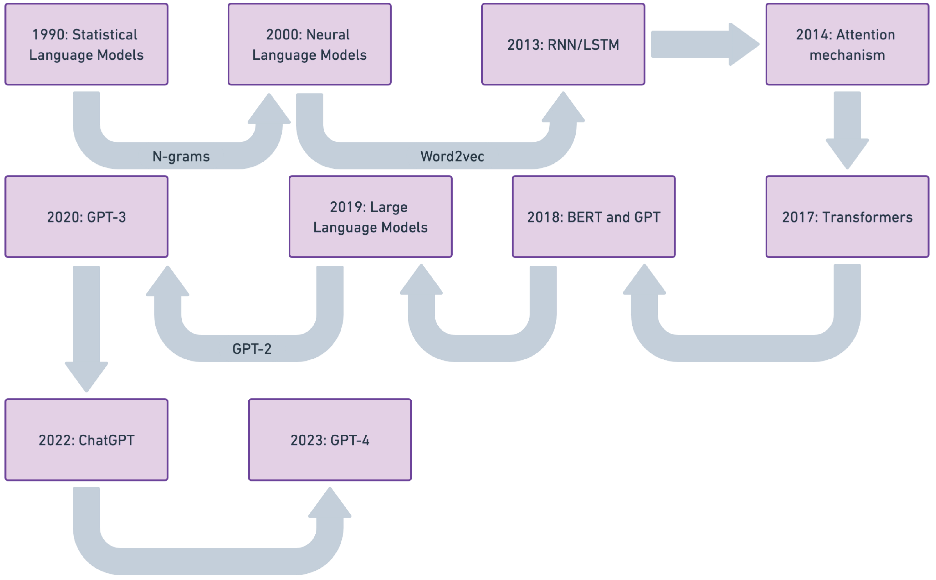 1990: Statistical
Language Models
2000: Neural
Language Models
2013: RNN/LSTM
2014: Attention
mechanism
N-grams
Word2vec
2020: GPT-3
2019: Large
Language Models
2018: BERT and GPT
2017: Transformers
GPT-2
2022: ChatGPT
2023: GPT-4